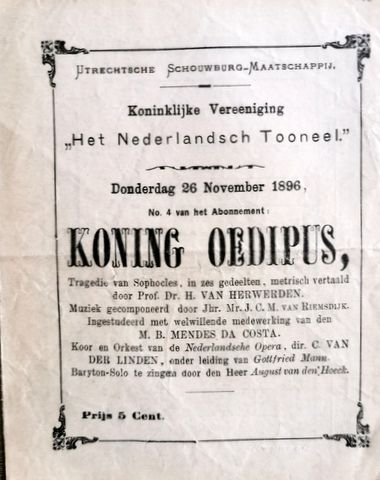 Utrechtsche Schouwburg-Maatschappij.
Koninklijke Vereeniging
„Het Nederlandsch Tooneel.”
Donderdag 26 November 1896,
No. 4 van het Abonnement:
KONING OEDIPUS,
Tragedie van Sophocles, in zes gedeelten, metrisch vertaald
door Prof. Dr. H. VAN HERWERDEN.
Muziek gecomponeerd door Jhr. Mr. J. C. M. VAN RIEMSDIJK.
Ingestudeerd met welwillende medewerking van den
M. B. MENDES DA COSTA.
Koor en Orkest van de Nederlandsche Opera, dir. C. VAN
DER LINDEN, onder leiding van Gottfried Mann.
Baryton-Solo te zingen door den Heer August van den Hoeck.
Prijs 5 Cent.